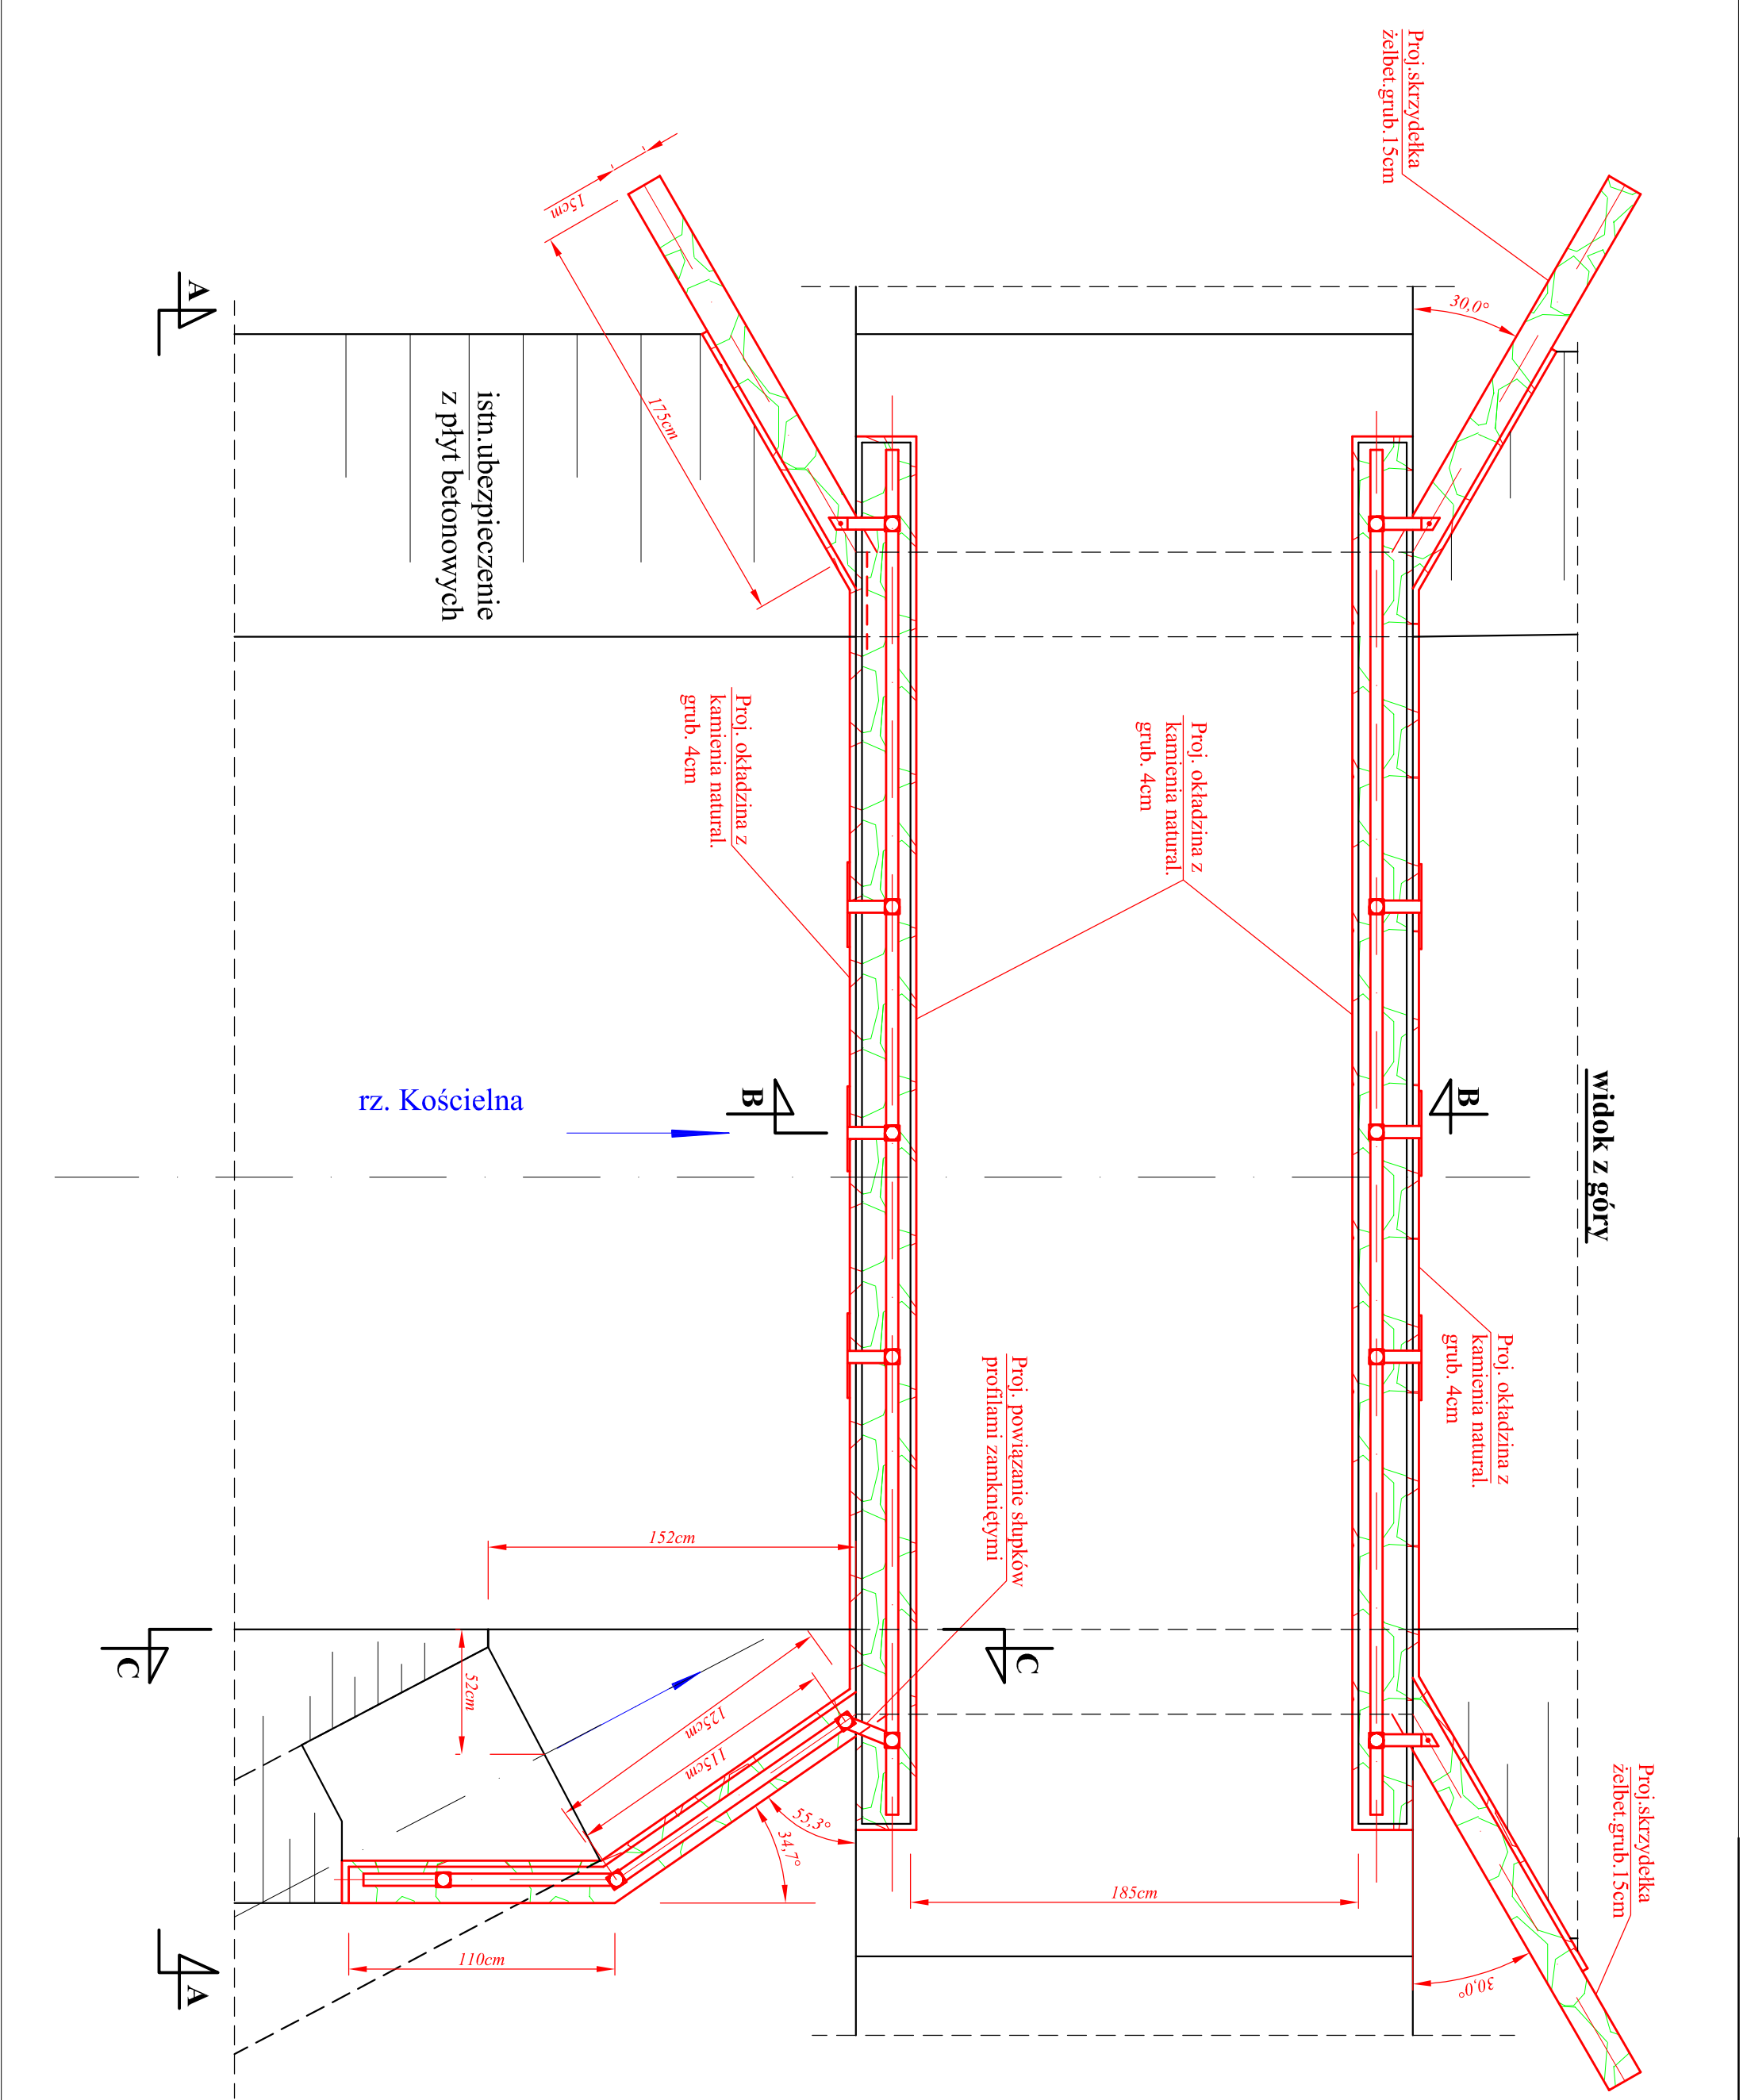 widok z góry
Proj.skrzydełka
żelbet.grub.15cm
30,0°
15cm
175cm
A
istn.ubezpieczenie
z płyt betonowych
Proj. okładzina z
kamienia natural.
grub. 4cm
Proj. okładzina z
kamienia natural.
grub. 4cm
rz. Kościelna
B
B
Proj. okładzina z
kamienia natural.
grub. 4cm
Proj. powiązanie słupków
profilami zamkniętymi
152cm
C
C
52cm
125cm
115cm
55,3°
34,7°
185cm
110cm
Proj.skrzydełka
żelbet.grub.15cm
30,0°
A